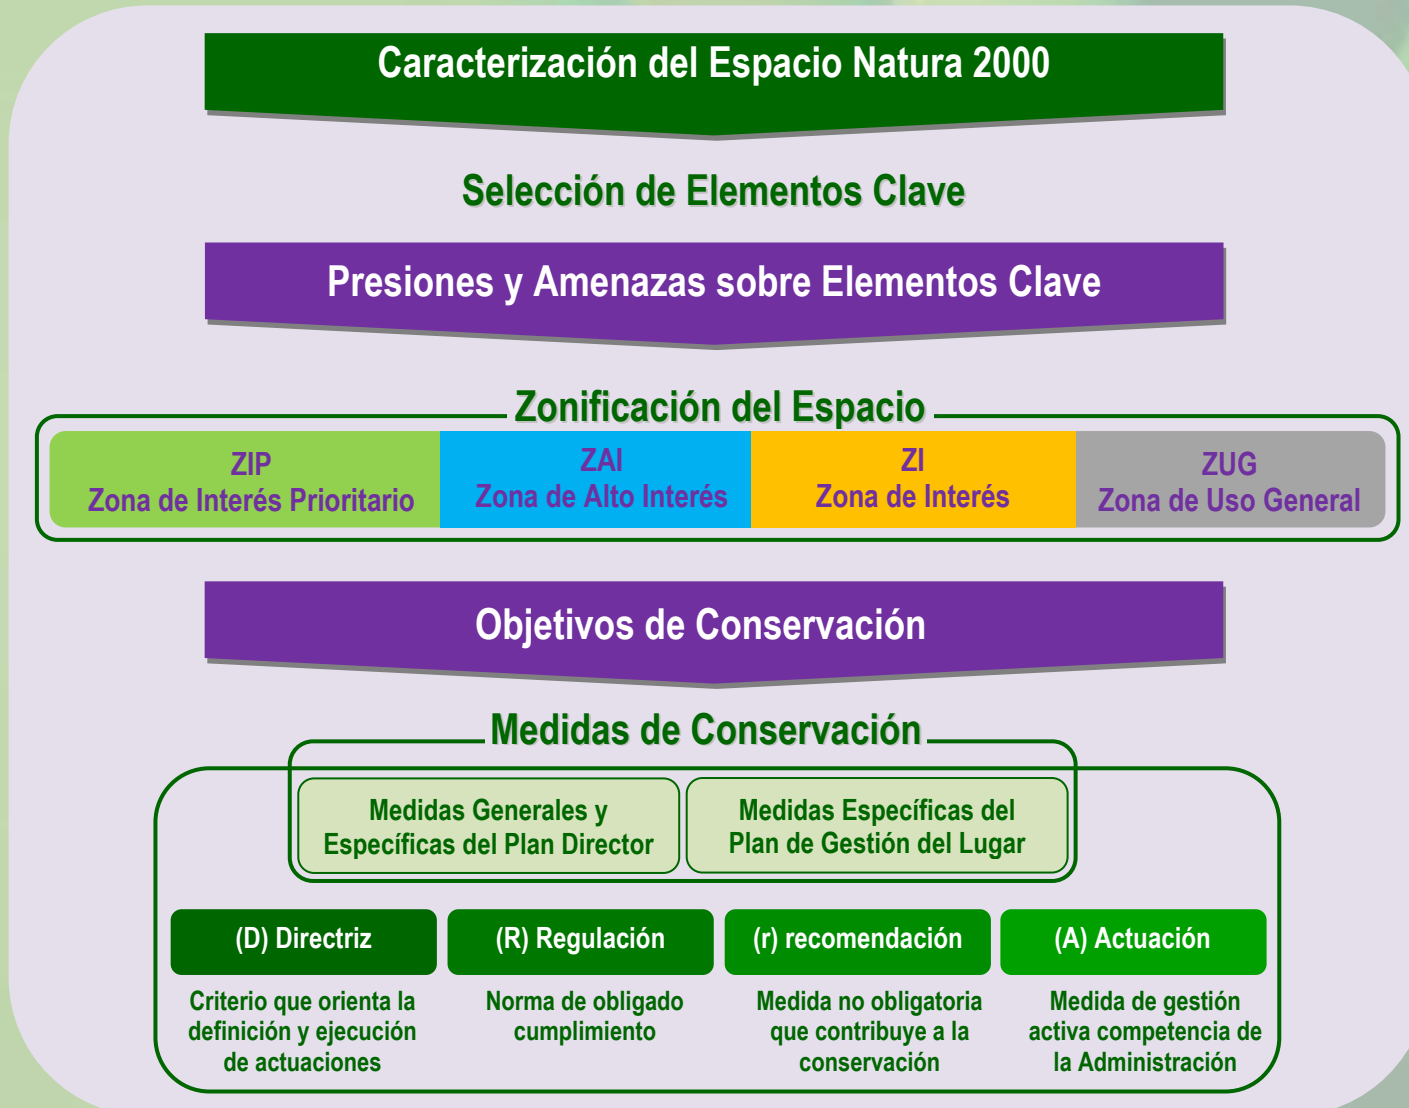 Caracterización del Espacio Natura 2000
Selección de Elementos Clave
Presiones y Amenazas sobre Elementos Clave
Zonificación del Espacio
ZIP
Zona de Interés Prioritario
ZAI
Zona de Alto Interés
ZI
Zona de Interés
ZUG
Zona de Uso General
Objetivos de Conservación
Medidas de Conservación
Medidas Generales y
Específicas del Plan Director
Medidas Específicas del
Plan de Gestión del Lugar
(D) Directriz
Criterio que orienta la
definición y ejecución
de actuaciones
(R) Regulación
Norma de obligado
cumplimiento
(r) recomendación
Medida no obligatoria
que contribuye a la
conservación
(A) Actuación
Medida de gestión
activa competencia de
la Administración